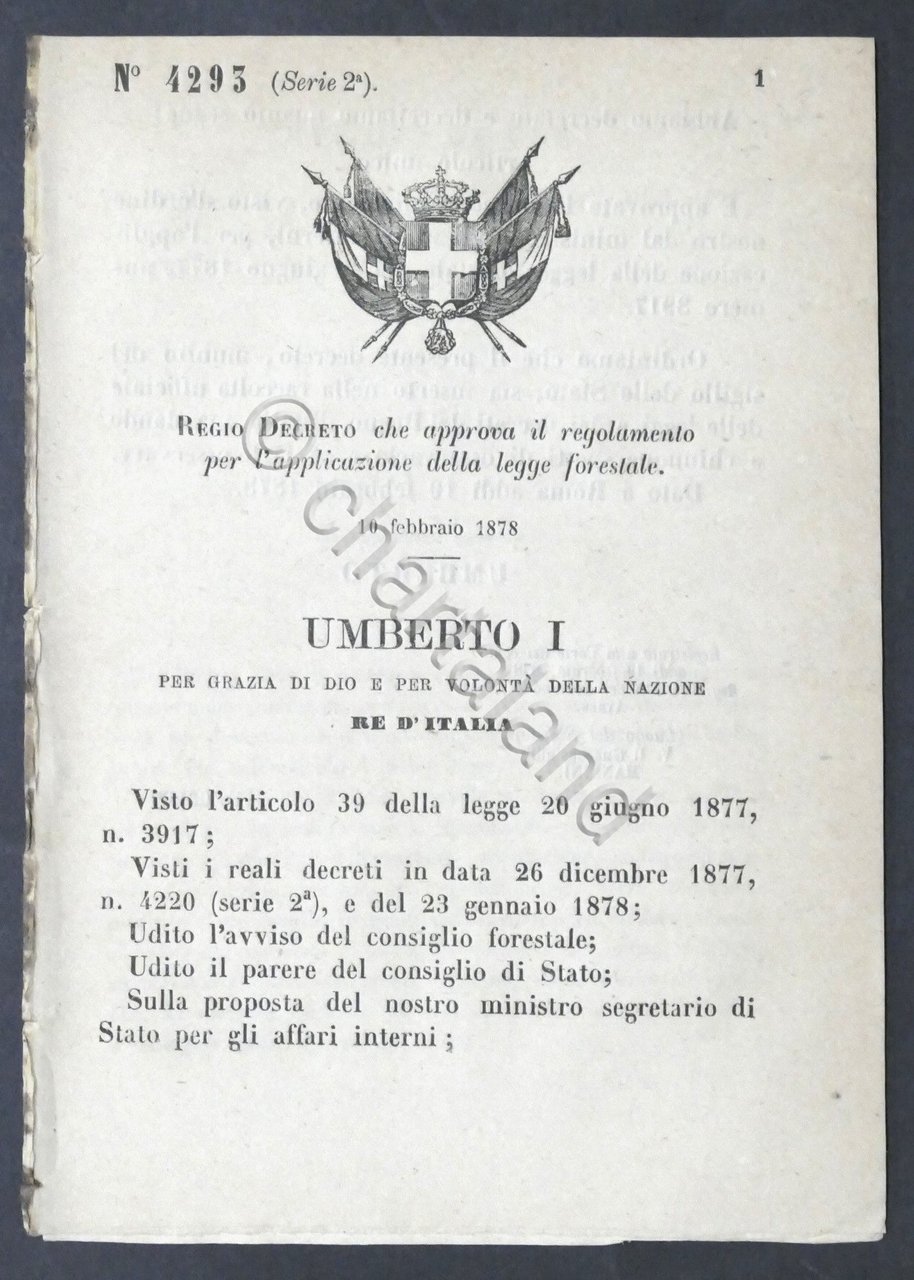 N° 4293 (Serie 2ª). 1
REGIO DECRETO che approva il regolamento
per l'applicazione della legge forestale.
10 febbraio 1878
UMBERTO I
PER GRAZIA DI DIO E PER VOLONTÀ DELLA NAZIONE
RE D'ITALIA
Visto l'articolo 39 della legge 20 giugno 1877,
n. 3917;
Visti i reali decreti in data 26 dicembre 1877,
n. 4220 (serie 2ª), e del 23 gennaio 1878;
Udito l'avviso del consiglio forestale;
Udito il parere del consiglio di Stato;
Sulla proposta del nostro ministro segretario di
Stato per gli affari interni;
© chartaland